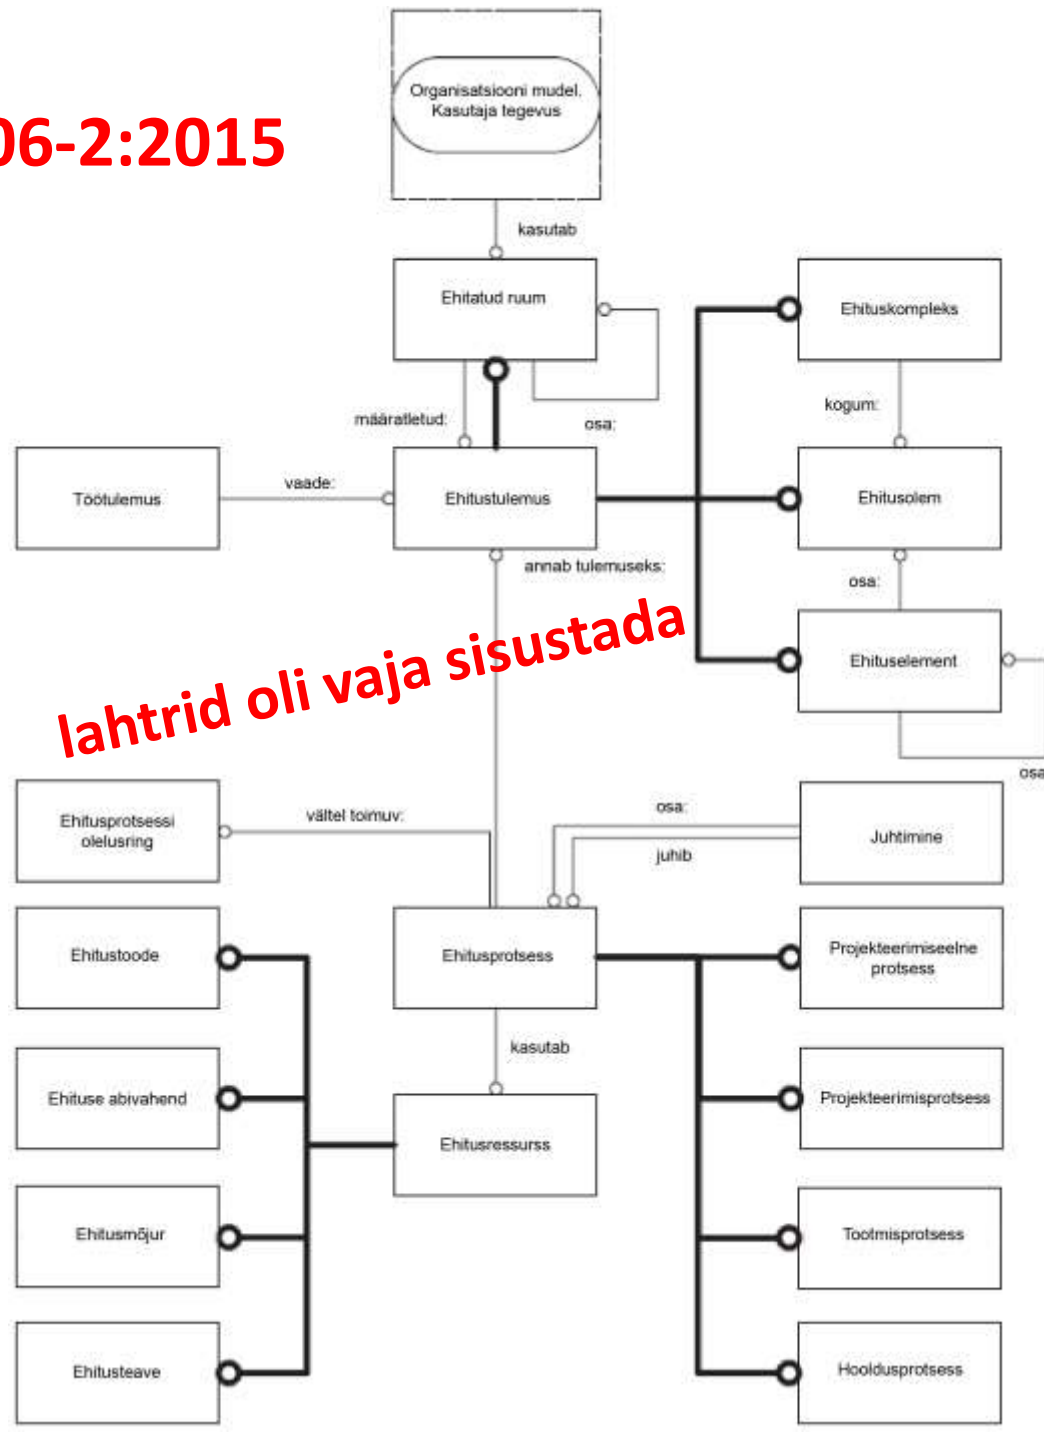 Organisatsiooni mudel.
Kasutaja tegevus
06-2:2015
kasutab
Ehitatud ruum
Ehituskompleks
määratletud:
osa:
kogum:
Töötulemus
vaade:
Ehitustulemus
Ehitusolem
annab tulemuseks:
osa:
lahtrid oli vaja sisustada
Ehituselement
osa
Ehitusprotsessi
olelusring
vältel toimuv:
osa:
juhib
Juhtimine
Ehitustoode
Ehitusprotsess
Projekteerimiseelne
protsess
kasutab
Ehituse abivahend
Projekteerimisprotsess
Ehitusressurss
Ehitusmõjur
Tootmisprotsess
Ehitusteave
Hooldusprotsess